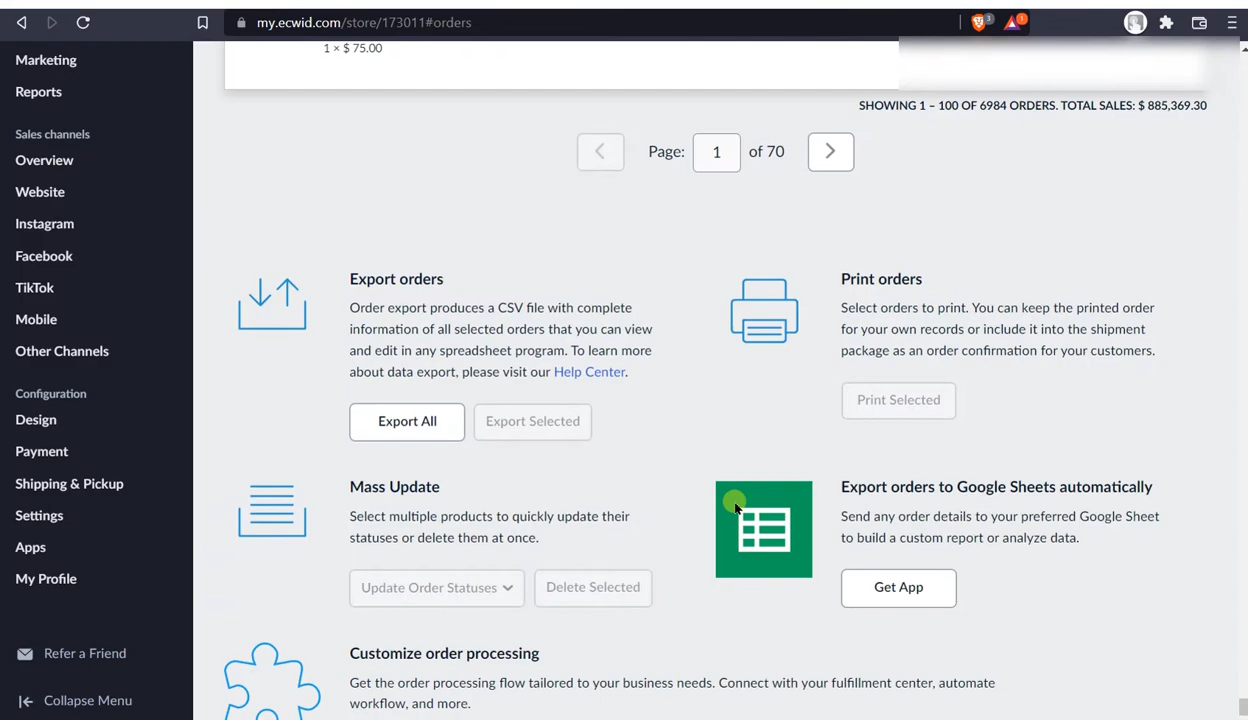 my.ecwid.com/store/173011#orders
3
1
Marketing
Reports
Sales channels
Overview
Website
Instagram
Facebook
TikTok
Mobile
Other Channels
Configuration
Design
Payment
Shipping & Pickup
Settings
Apps
My Profile
Refer a Friend
Collapse Menu
1 × $ 75.00
SHOWING 1 – 100 OF 6984 ORDERS. TOTAL SALES: $ 885,369.30
Page: 1 of 70
Export orders
Order export produces a CSV file with complete
information of all selected orders that you can view
and edit in any spreadsheet program. To learn more
about data export, please visit our Help Center.
Export All Export Selected
Print orders
Select orders to print. You can keep the printed order
for your own records or include it into the shipment
package as an order confirmation for your customers.
Print Selected
Mass Update
Select multiple products to quickly update their
statuses or delete them at once.
Update Order Statuses Delete Selected
Export orders to Google Sheets automatically
Send any order details to your preferred Google Sheet
to build a custom report or analyze data.
Get App
Customize order processing
Get the order processing flow tailored to your business needs. Connect with your fulfillment center, automate
workflow, and more.